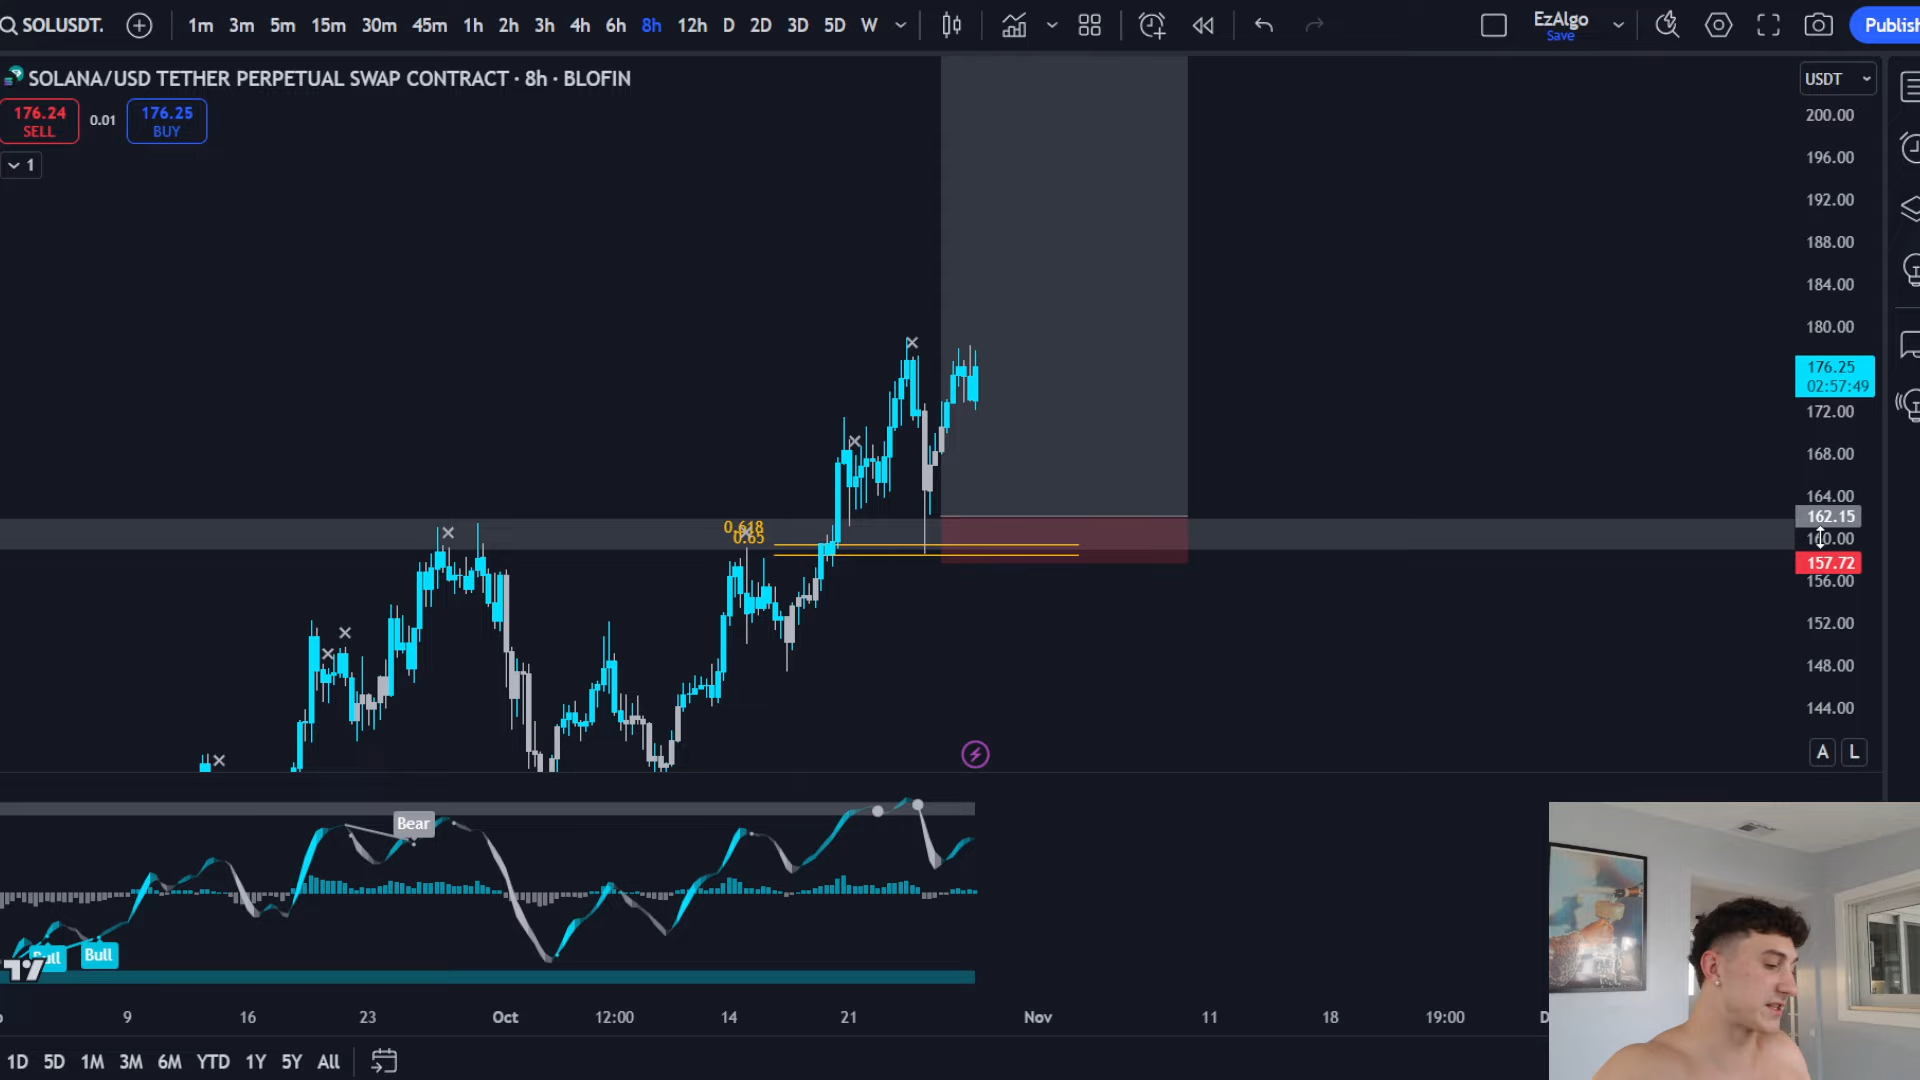 SOLUSDT.
1m 3m 5m 15m 30m 45m 1h 2h 3h 4h 6h 8h 12h D 2D 3D 5D W
EzAlgo
Save
Publish
SOLANA/USD TETHER PERPETUAL SWAP CONTRACT · 8h · BLOFIN
USDT
176.24
SELL
0.01
176.25
BUY
1
200.00
196.00
192.00
188.00
184.00
180.00
176.25
02:57:49
172.00
168.00
164.00
162.15
160.00
157.72
156.00
152.00
148.00
144.00
0.618
0.65
A L
Bear
Bull
Bull
9 16 23 Oct 12:00 14 21 Nov 11 18 19:00 D
1D 5D 1M 3M 6M YTD 1Y 5Y All